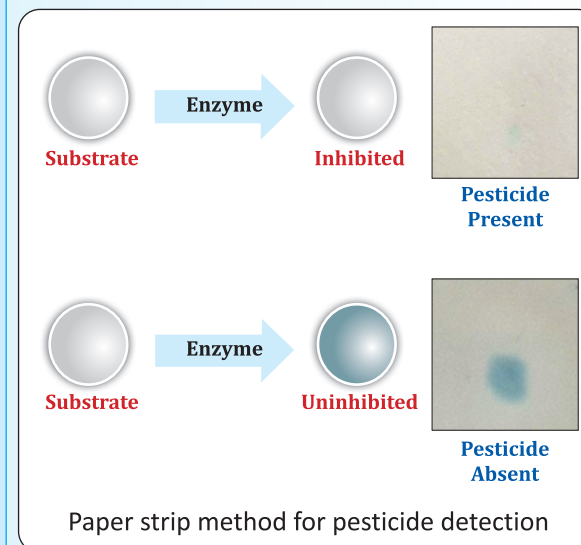 Enzyme
Substrate
Inhibited
Pesticide
Present
Enzyme
Substrate
Uninhibited
Pesticide
Absent
Paper strip method for pesticide detection